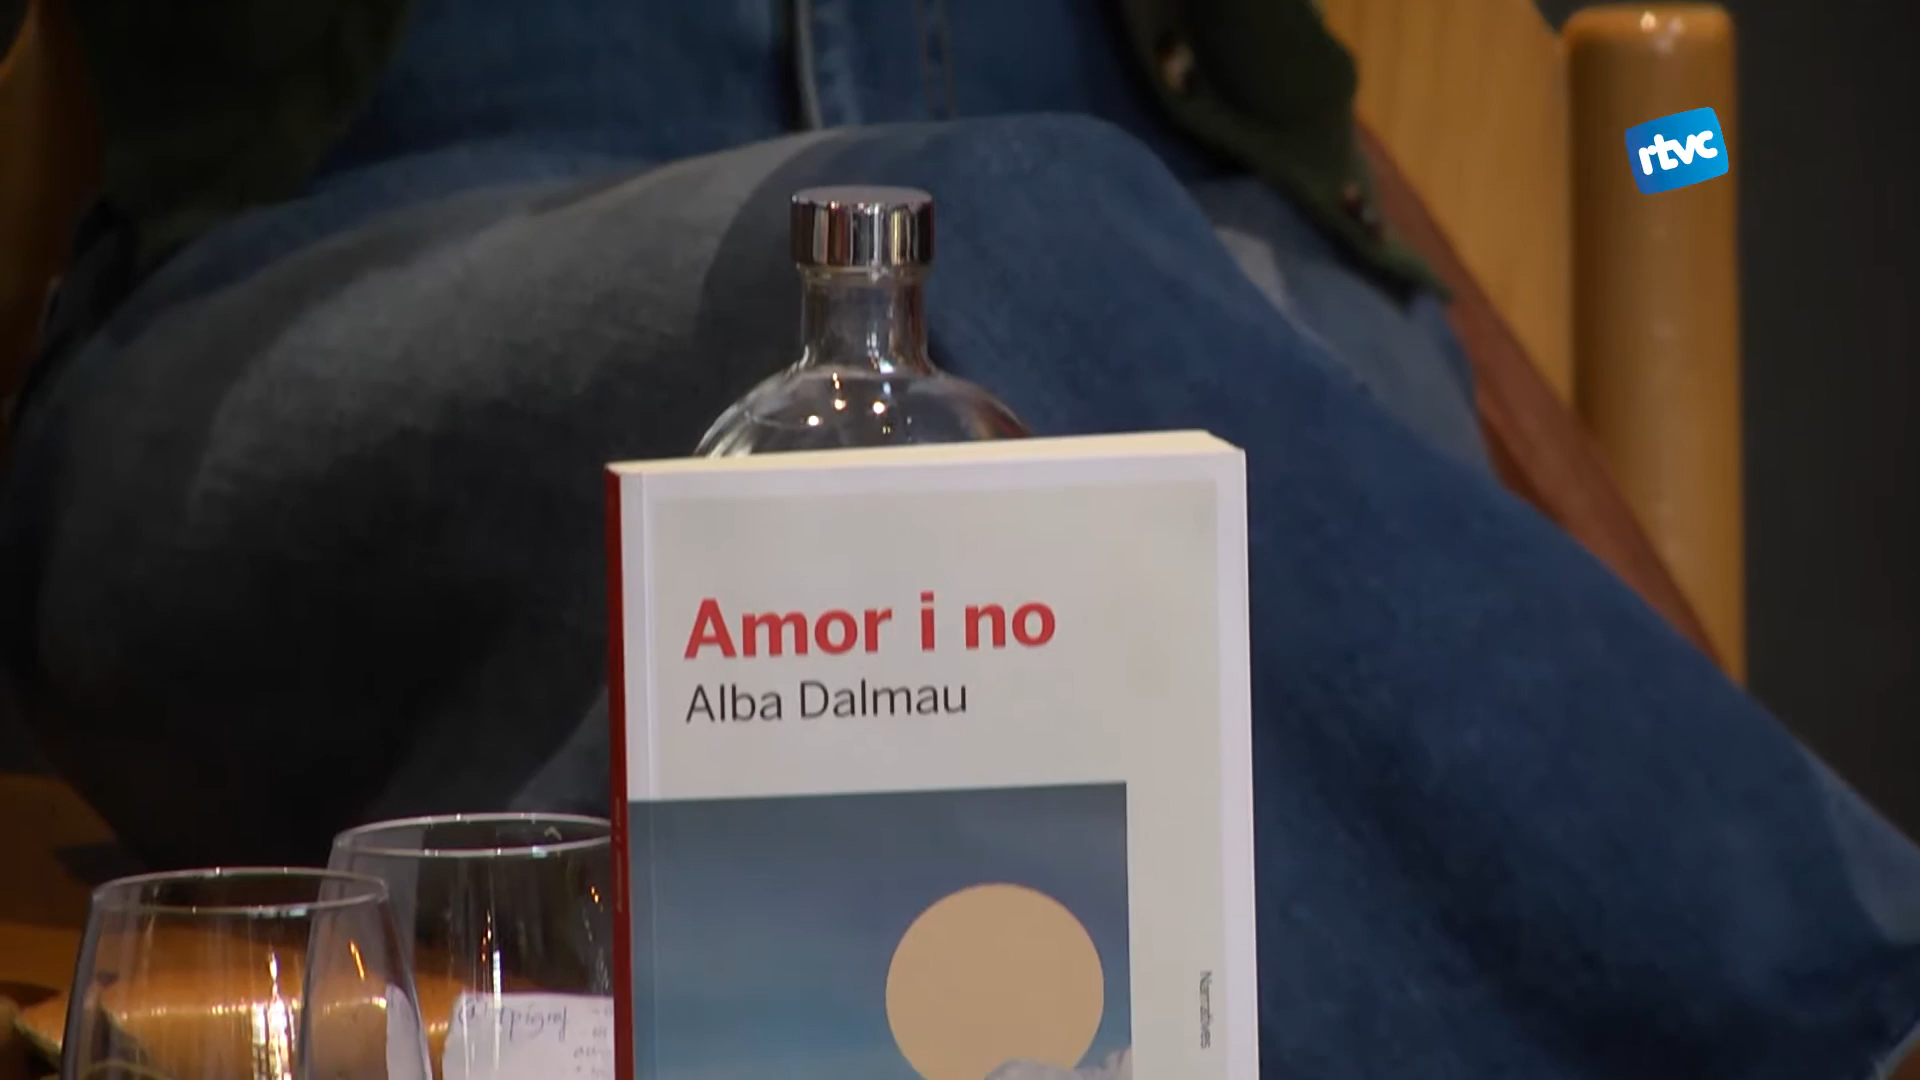 rtvc
Amor i no
Alba Dalmau
Narratives